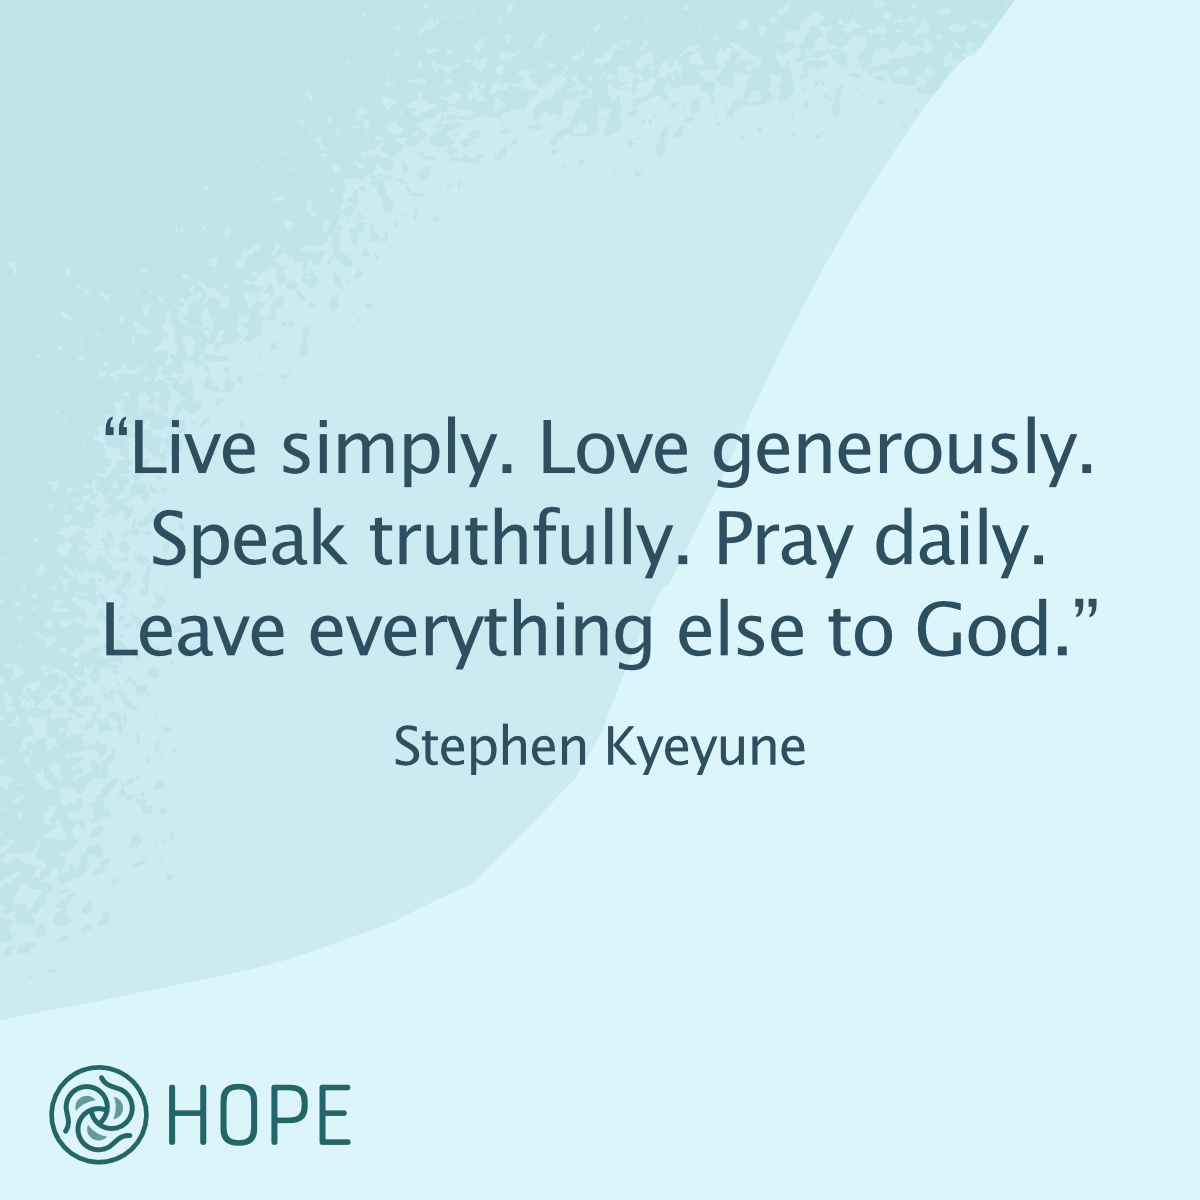 “Live simply. Love generously.
Speak truthfully. Pray daily.
Leave everything else to God.”
Stephen Kyeyune
HOPE